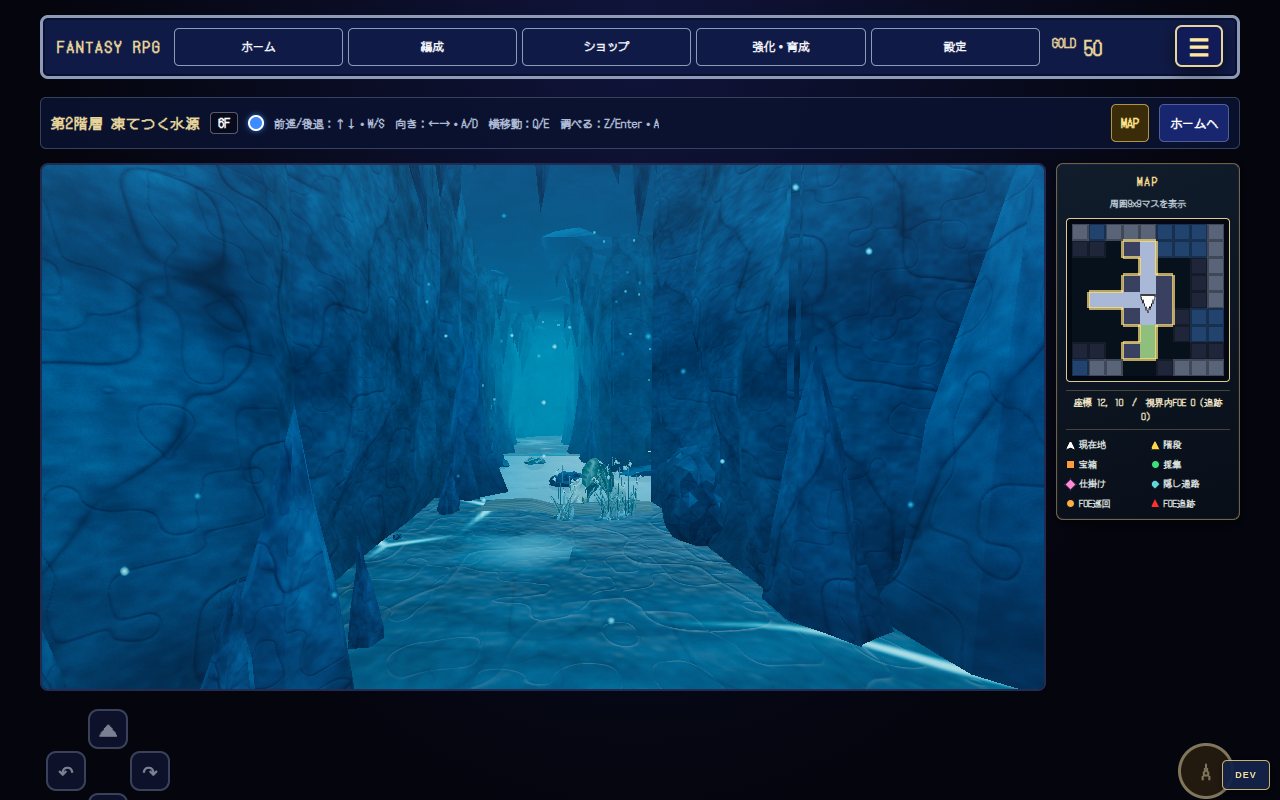 FANTASY RPG
ホーム
編成
ショップ
強化・育成
設定
GOLD 50
第2階層 凍てつく水源
6F
前進/後退：↑↓・W/S 向き：←→・A/D 横移動：Q/E 調べる：Z/Enter・A
MAP
ホームへ
MAP
周囲9x9マスを表示
座標 12, 10 / 視界内FOE 0（追跡
0）
現在地
階段
宝箱
採集
仕掛け
隠し通路
FOE巡回
FOE追跡
A
DEV